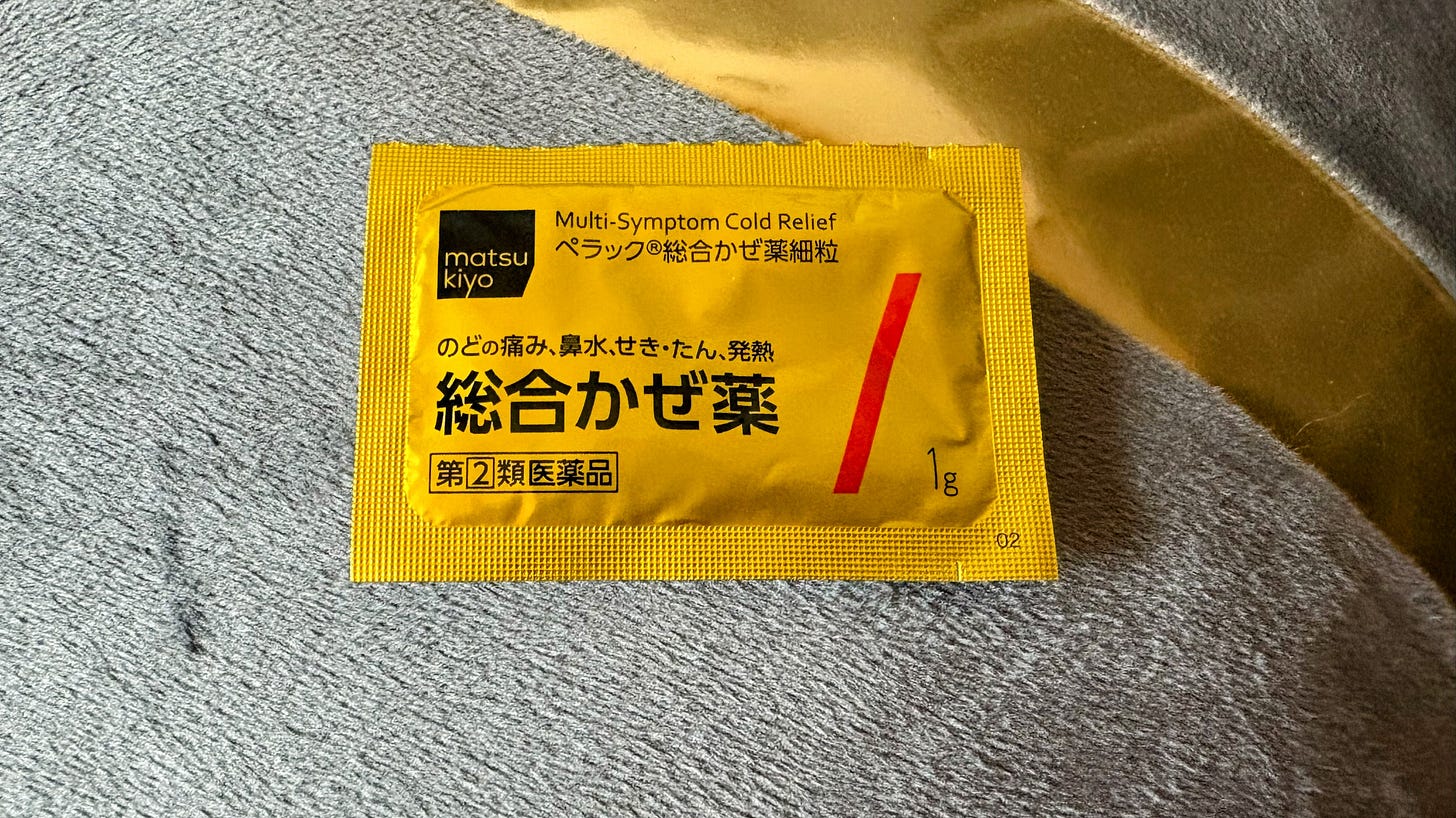 matsu
kiyo
Multi-Symptom Cold Relief
ペラック®総合かぜ薬細粒
のどの痛み、鼻水、せき・たん、発熱
総合かぜ薬
第②類医薬品
1g
02